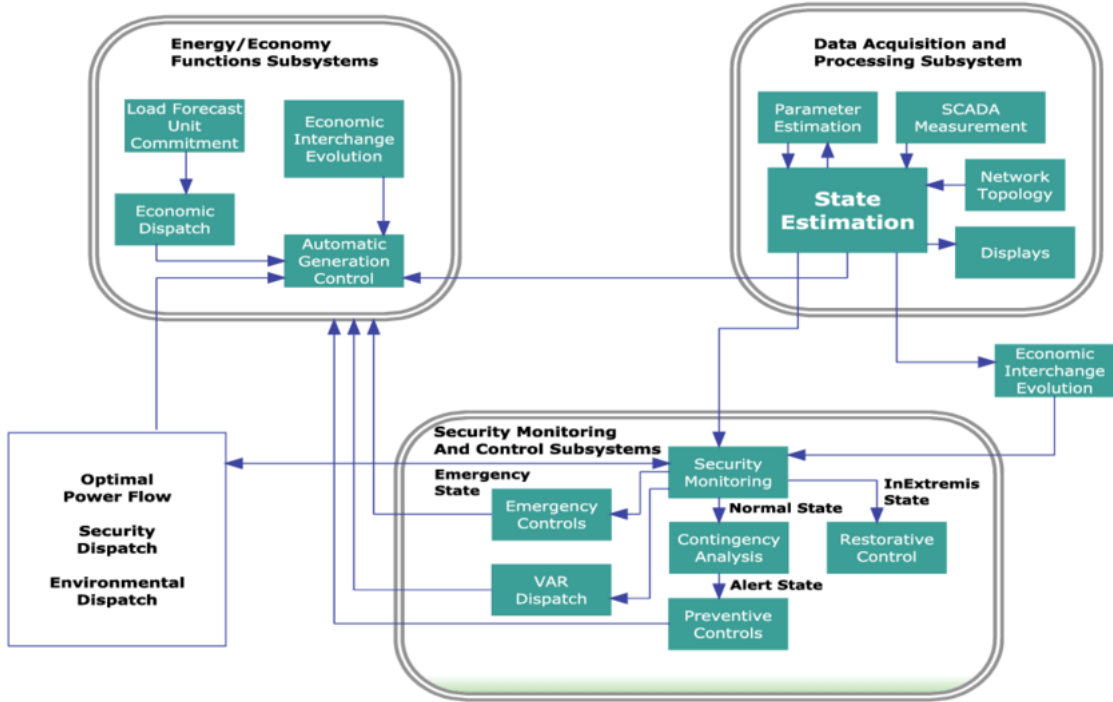 Energy/Economy
Functions Subsystems
Load Forecast
Unit
Commitment
Economic
Interchange
Evolution
Economic
Dispatch
Automatic
Generation
Control
Data Acquisition and
Processing Subsystem
Parameter
Estimation
SCADA
Measurement
State
Estimation
Network
Topology
Displays
Economic
Interchange
Evolution
Optimal
Power Flow
Security
Dispatch
Environmental
Dispatch
Security Monitoring
And Control Subsystems
Security
Monitoring
Emergency
State
Emergency
Controls
Normal State
InExtremis
State
Contingency
Analysis
Restorative
Control
VAR
Dispatch
Alert State
Preventive
Controls